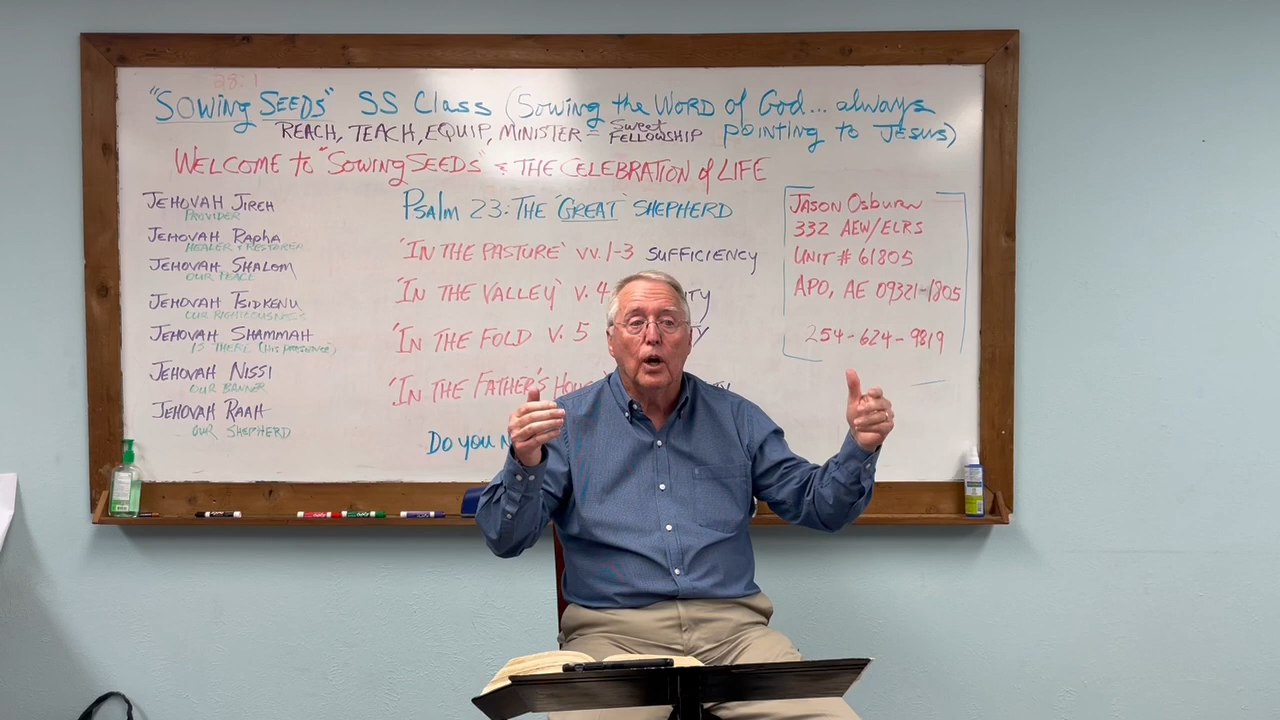 28:1
"SOWING SEEDS" SS Class (Sowing the WORD of God... always
pointing to JESUS)
REACH, TEACH, EQUIP, MINISTER = Sweet FELLOWSHIP
WELCOME to "SOWING SEEDS" & THE CELEBRATION of LIFE
JEHOVAH JIREH
PROVIDER
JEHOVAH RAPHA
HEALER & RESTORER
JEHOVAH SHALOM
OUR PEACE
JEHOVAH TSIDKENU
OUR RIGHTEOUSNESS
JEHOVAH SHAMMAH
IS THERE (His PRESENCE)
JEHOVAH NISSI
OUR BANNER
JEHOVAH RAAH
OUR SHEPHERD
Psalm 23 - THE 'GREAT' SHEPHERD
'IN THE PASTURE' vv. 1-3 SUFFICIENCY
'IN THE VALLEY' v. 4
'IN THE FOLD v. 5
'IN THE FATHER'S
DO YOU
JASON OSBURN
332 AEW/ELRS
UNIT # 61805
APO, AE 09321-1805
254-624-9819